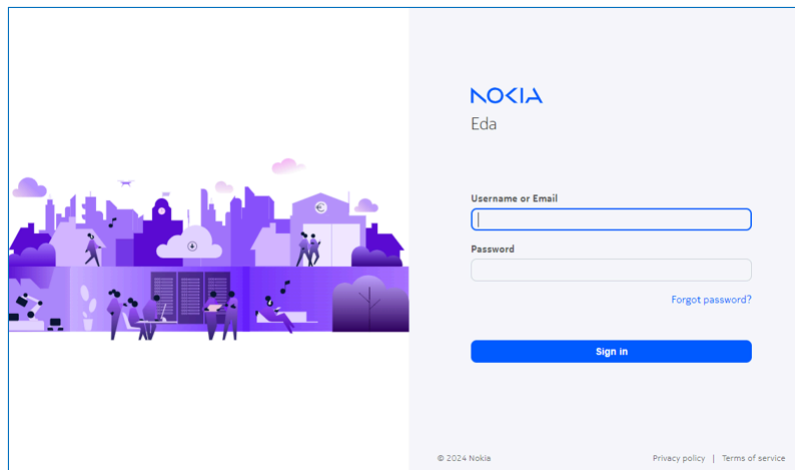 NOKIA
Eda
Username or Email
Password
Forgot password?
Sign in
© 2024 Nokia
Privacy policy | Terms of service